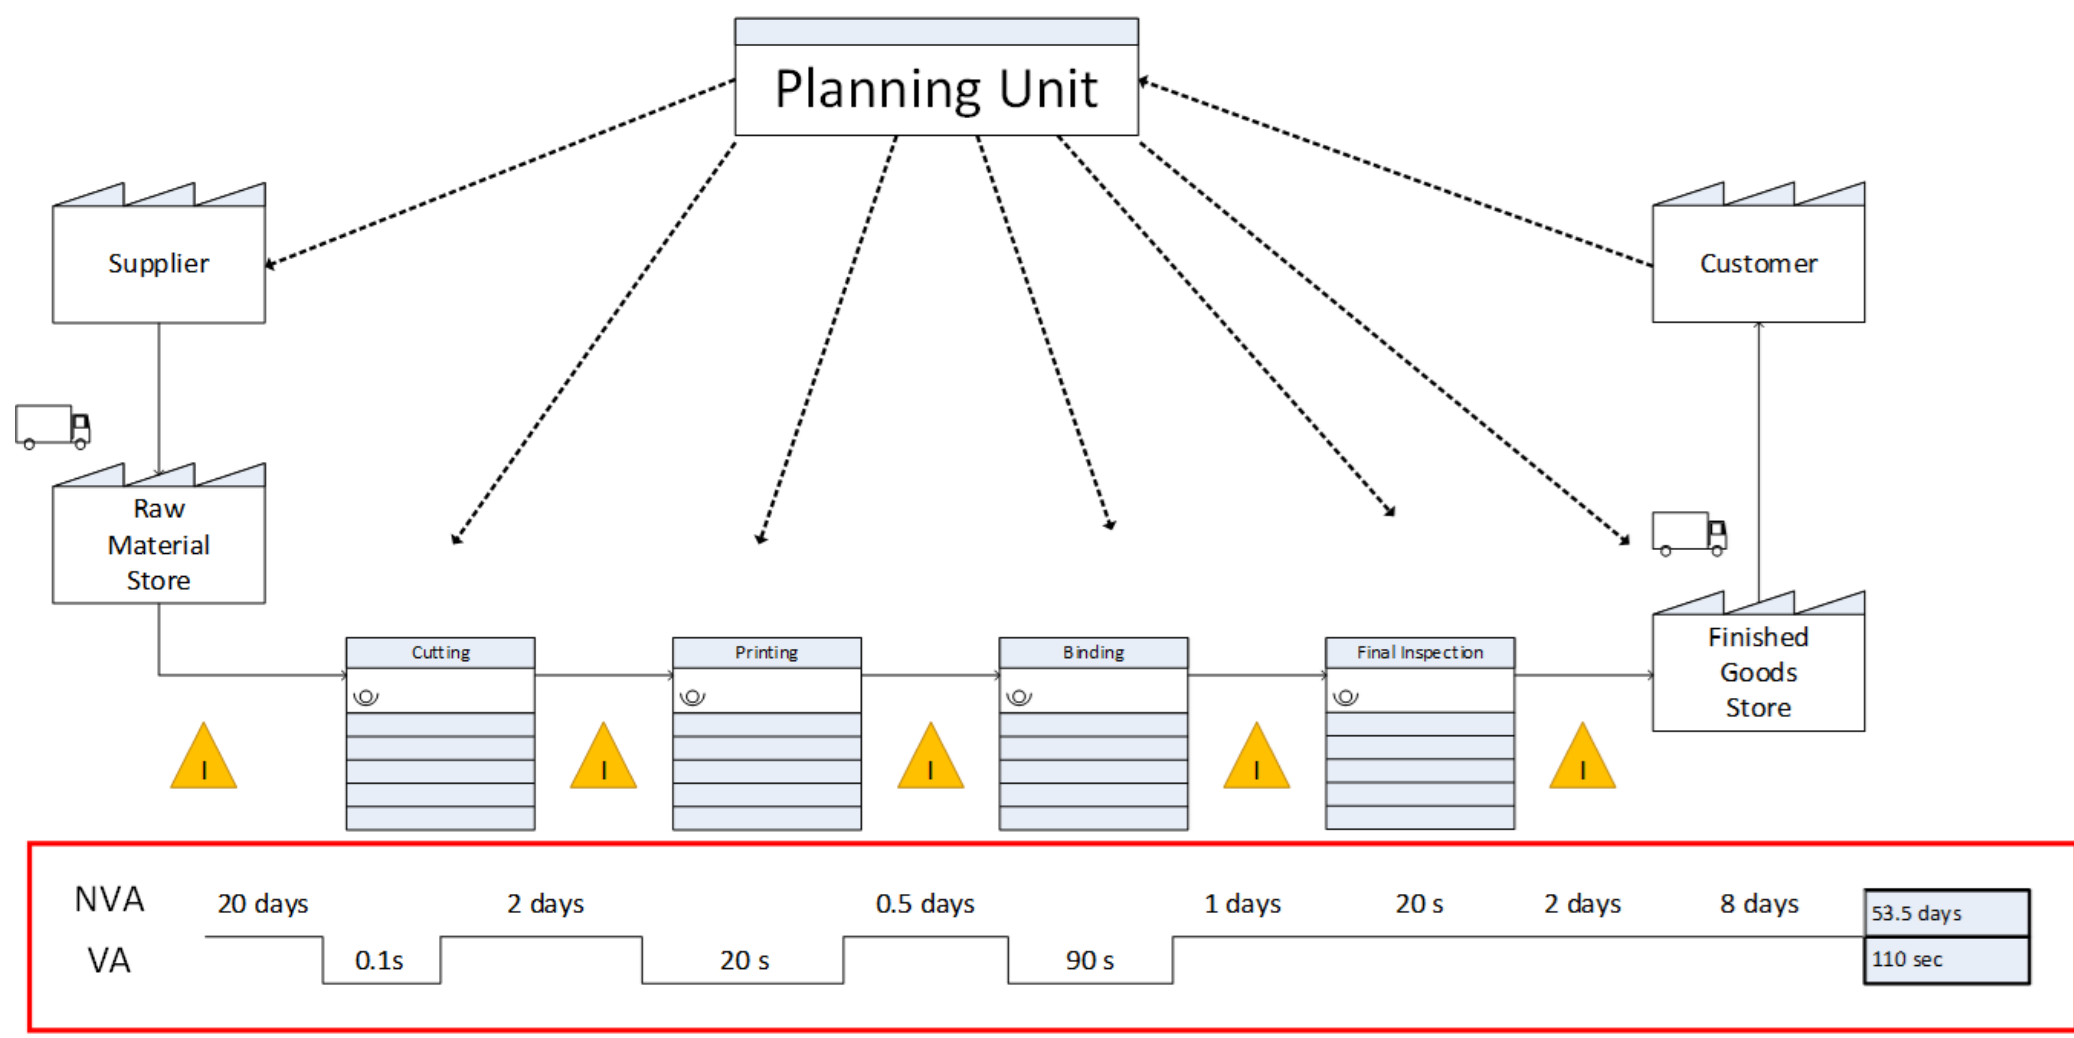 Planning Unit
Supplier
Customer
Raw
Material
Store
Finished
Goods
Store
Cutting
Printing
Binding
Final Inspection
I
I
I
I
I
NVA 20 days 2 days 0.5 days 1 days 20 s 2 days 8 days 53.5 days
VA 0.1s 20 s 90 s 110 sec